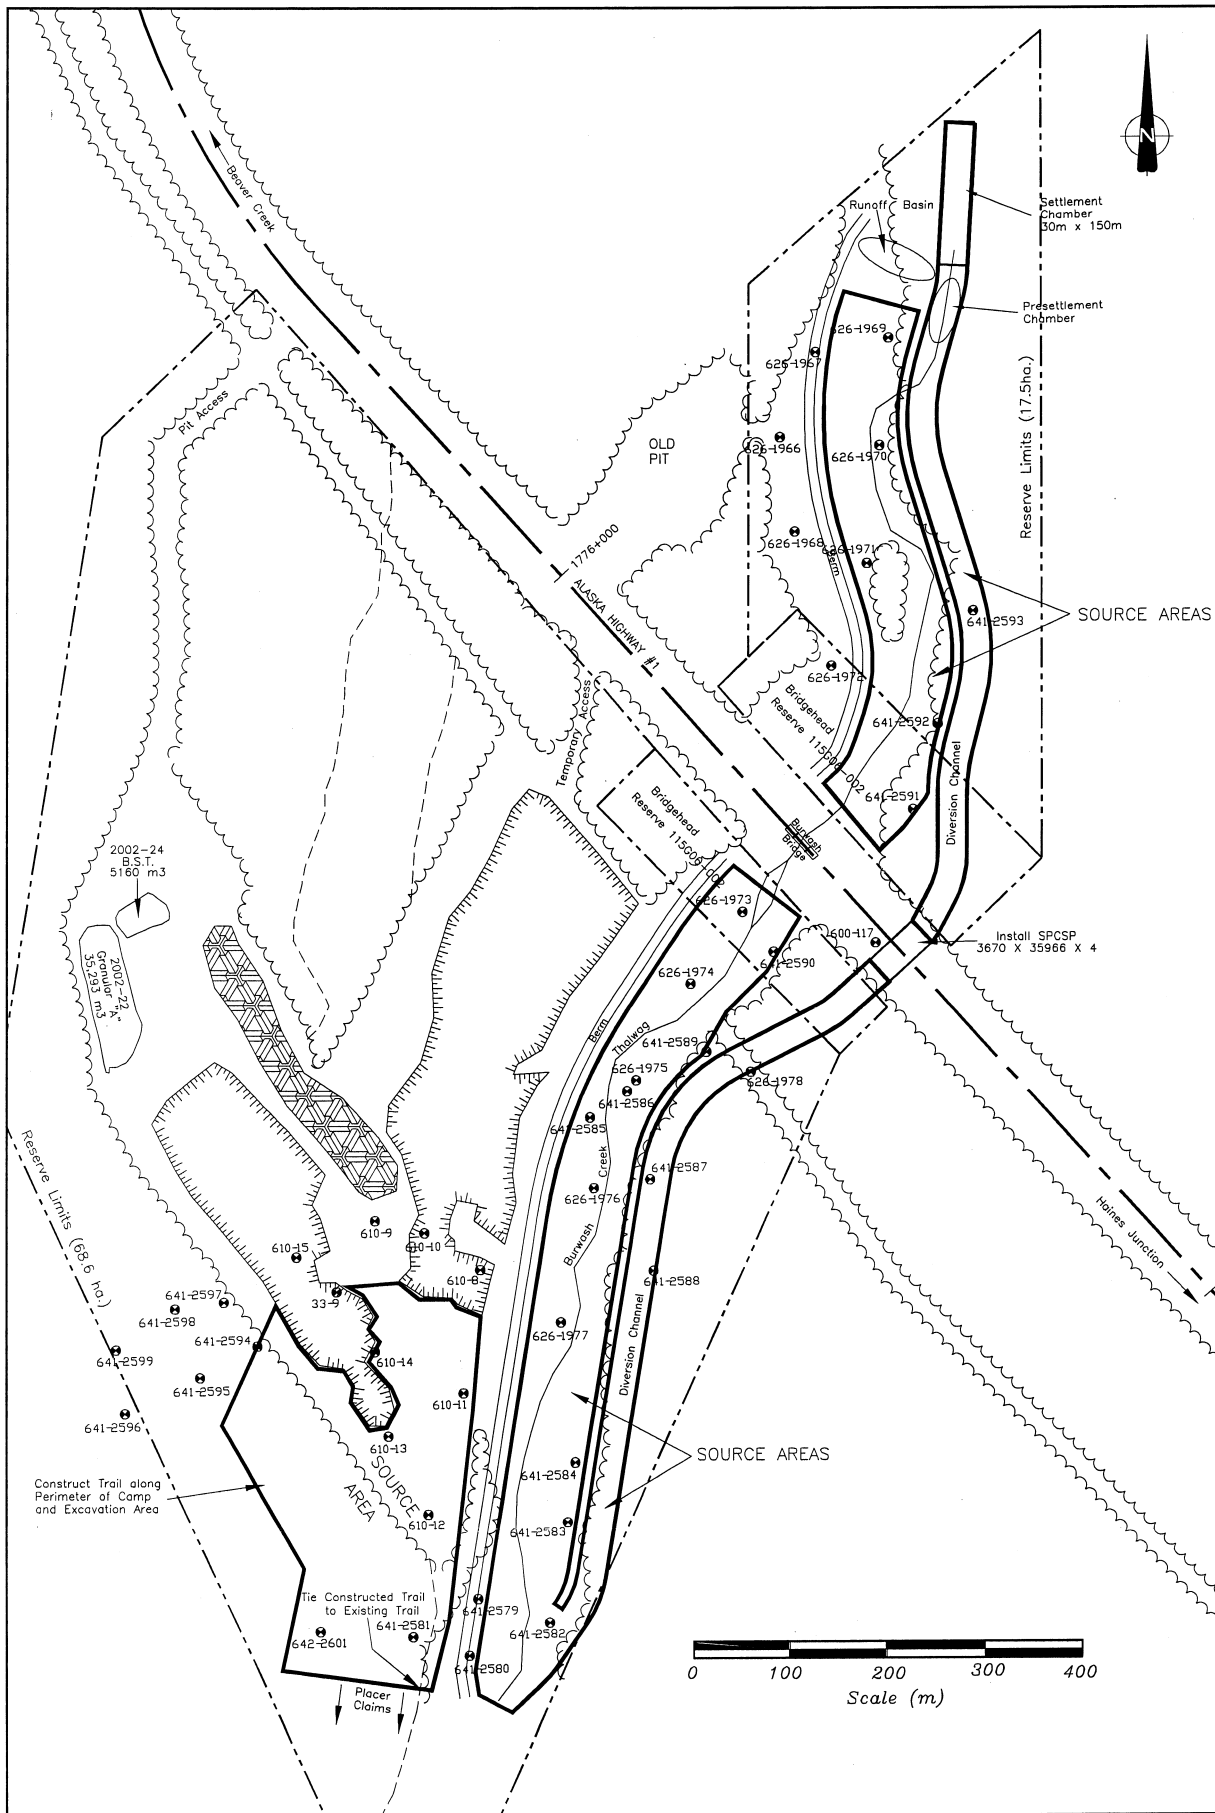 N
Beaver Creek
Runoff Basin
Settlement
Chamber
30m x 150m
Presettlement
Chamber
626-1969
626-1967
Reserve Limits (17.5ha.)
Pit Access
OLD
PIT
626-1966
626-1970
1776+000
626-1968
626-1971
Berm
ALASKA HIGHWAY #1
641-2593
SOURCE AREAS
626-1972
Bridgehead
Reserve 115G06-002
641-2592
Temporary Access
Diversion Channel
Bridgehead
Reserve 115G06-003
641-2591
Burwash
Bridge
2002-24
B.S.T.
5160 m3
626-1973
600-117
Install SPCSP
3670 X 35966 X 4
2002-22
Granular "A"
35,293 m3
641-2590
626-1974
Berm
Thalwag
641-2589
626-1975
641-2586
626-1978
641-2585
Reserve Limits (68.6 ha.)
Creek
641-2587
626-1976
Burwash
610-9
610-10
610-15
610-8
641-2588
Haines Junction
33-9
641-2597
641-2598
626-1977
641-2594
641-2599
610-14
Diversion Channel
641-2595
610-11
641-2596
610-13
SOURCE
AREA
SOURCE AREAS
641-2584
Construct Trail along
Perimeter of Camp
and Excavation Area
610-12
641-2583
Tie Constructed Trail
to Existing Trail
641-2579
641-2581
642-2601
641-2582
641-2580
Placer
Claims
0 100 200 300 400
Scale (m)